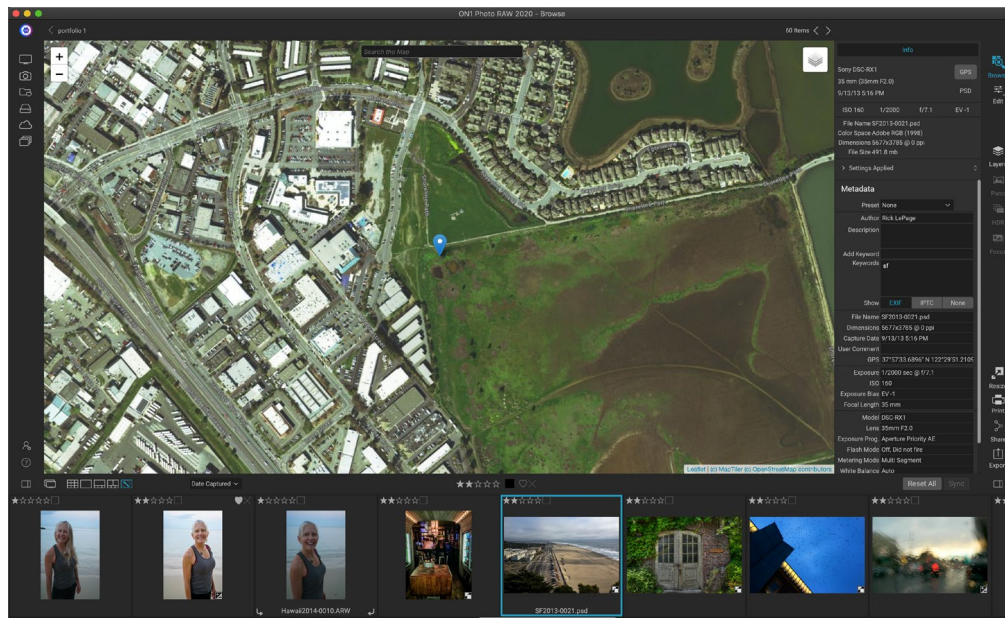 ON1 Photo RAW 2020 - Browse
portfolio 1
60 Items
Search the Map
Info
Sony DSC-RX1
GPS
35 mm (35mm F2.0)
9/13/13 5:16 PM
PSD
ISO 160 1/2000 f/7.1 EV -1
File Name SF2013-0021.psd
Color Space Adobe RGB (1998)
Dimensions 5677x3785 @ 0 ppi
File Size 491.8 mb
Settings Applied
Metadata
Preset None
Author Rick LePage
Description
Add Keyword
Keywords sf
Show EXIF IPTC None
File Name SF2013-0021.psd
Dimensions 5677x3785 @ 0 ppi
Capture Date 9/13/13 5:16 PM
User Comment
GPS 37°57'33.6896" N 122°29'51.2109
Exposure 1/2000 sec @ f/7.1
ISO 160
Exposure Bias EV -1
Focal Length 35 mm
Model DSC-RX1
Lens 35mm F2.0
Exposure Prog. Aperture Priority AE
Flash Mode Off, Did not fire
Metering Mode Multi Segment
White Balance Auto
Browse
Edit
Layers
Pano
HDR
Focus
Resize
Print
Share
Export
Leaflet | (c) MapTiler (c) OpenStreetMap contributors
Date Captured
Reset All Sync
Hawaii2014-0010.ARW
SF2013-0021.psd